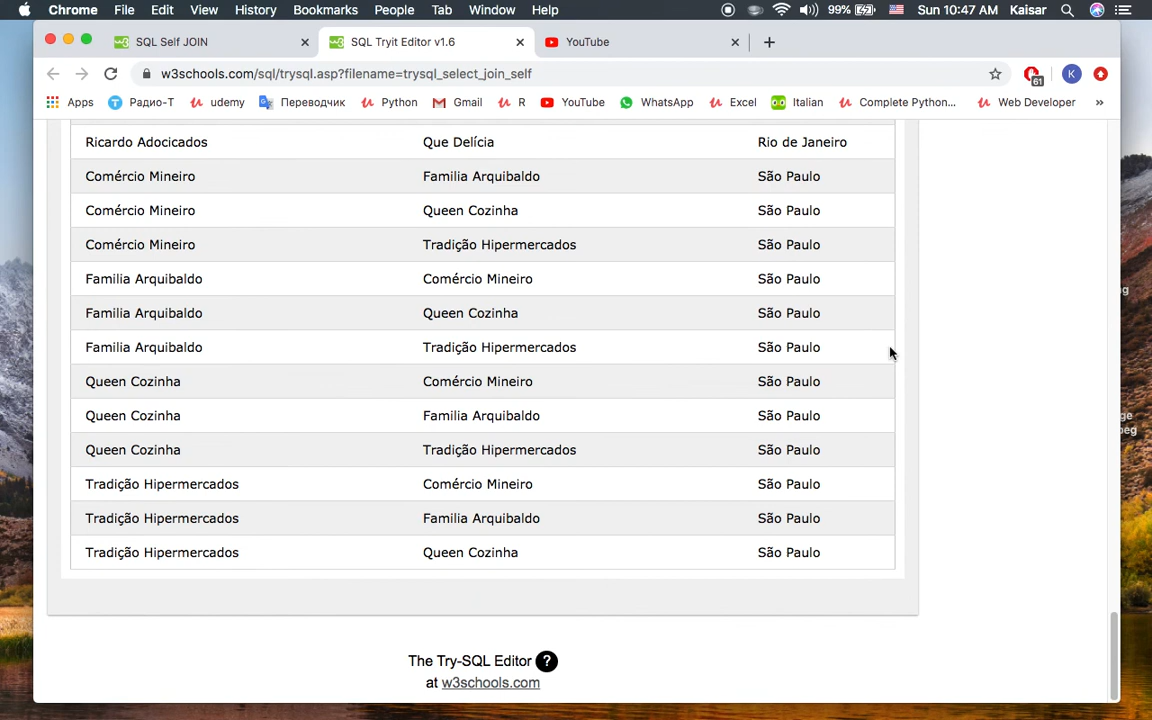 Chrome File Edit View History Bookmarks People Tab Window Help 99% Sun 10:47 AM Kaisar
SQL Self JOIN SQL Tryit Editor v1.6 YouTube
w3schools.com/sql/trysql.asp?filename=trysql_select_join_self 61 K
Apps Радио-Т udemy Переводчик Python Gmail R YouTube WhatsApp Excel Italian Complete Python... Web Developer »
Ricardo Adocicados Que Delícia Rio de Janeiro
Comércio Mineiro Familia Arquibaldo São Paulo
Comércio Mineiro Queen Cozinha São Paulo
Comércio Mineiro Tradição Hipermercados São Paulo
Familia Arquibaldo Comércio Mineiro São Paulo
Familia Arquibaldo Queen Cozinha São Paulo
Familia Arquibaldo Tradição Hipermercados São Paulo
Queen Cozinha Comércio Mineiro São Paulo
Queen Cozinha Familia Arquibaldo São Paulo
Queen Cozinha Tradição Hipermercados São Paulo
Tradição Hipermercados Comércio Mineiro São Paulo
Tradição Hipermercados Familia Arquibaldo São Paulo
Tradição Hipermercados Queen Cozinha São Paulo
The Try-SQL Editor ?
at w3schools.com